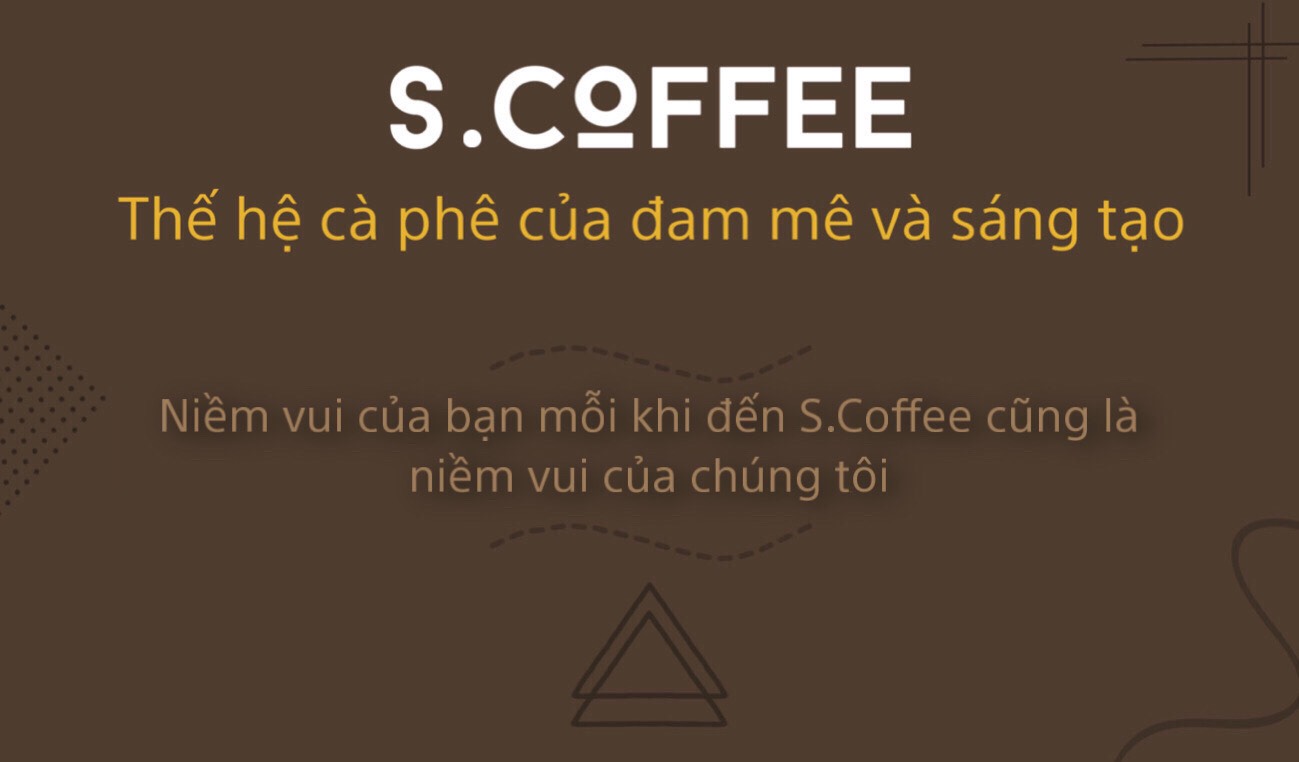 S.COFFEE
Thế hệ cà phê của đam mê và sáng tạo
Niềm vui của bạn mỗi khi đến S.Coffee cũng là
niềm vui của chúng tôi